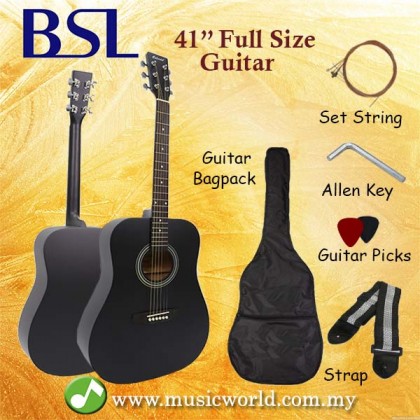 BSL
41” Full Size
Guitar
Set String
Guitar
Bagpack
Allen Key
Guitar Picks
Strap
www.musicworld.com.my